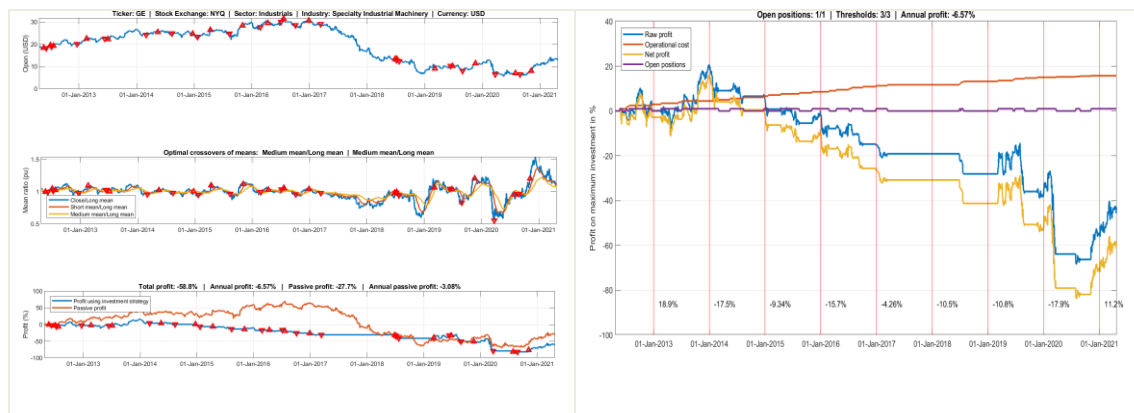 Ticker: GE | Stock Exchange: NYQ | Sector: Industrials | Industry: Specialty Industrial Machinery | Currency: USD
Open (USD)
30
20
10
0
01-Jan-2013 01-Jan-2014 01-Jan-2015 01-Jan-2016 01-Jan-2017 01-Jan-2018 01-Jan-2019 01-Jan-2020 01-Jan-2021
Optimal crossovers of means: Medium mean/Long mean | Medium mean/Long mean
Mean ratio (pu)
1.5
1
0.5
Close/Long mean
Short mean/Long mean
Medium mean/Long mean
01-Jan-2013 01-Jan-2014 01-Jan-2015 01-Jan-2016 01-Jan-2017 01-Jan-2018 01-Jan-2019 01-Jan-2020 01-Jan-2021
Total profit: -58.8% | Annual profit: -6.57% | Passive profit: -27.7% | Annual passive profit: -3.08%
Profit (%)
100
50
0
-50
-100
Profit using investment strategy
Passive profit
01-Jan-2013 01-Jan-2014 01-Jan-2015 01-Jan-2016 01-Jan-2017 01-Jan-2018 01-Jan-2019 01-Jan-2020 01-Jan-2021
Open positions: 1/1 | Thresholds: 3/3 | Annual profit: -6.57%
Profit on maximum investment in %
40
20
0
-20
-40
-60
-80
-100
Raw profit
Operational cost
Net profit
Open positions
18.9% -17.5% -9.34% -15.7% -4.26% -10.5% -10.8% -17.9% 11.2%
01-Jan-2013 01-Jan-2014 01-Jan-2015 01-Jan-2016 01-Jan-2017 01-Jan-2018 01-Jan-2019 01-Jan-2020 01-Jan-2021